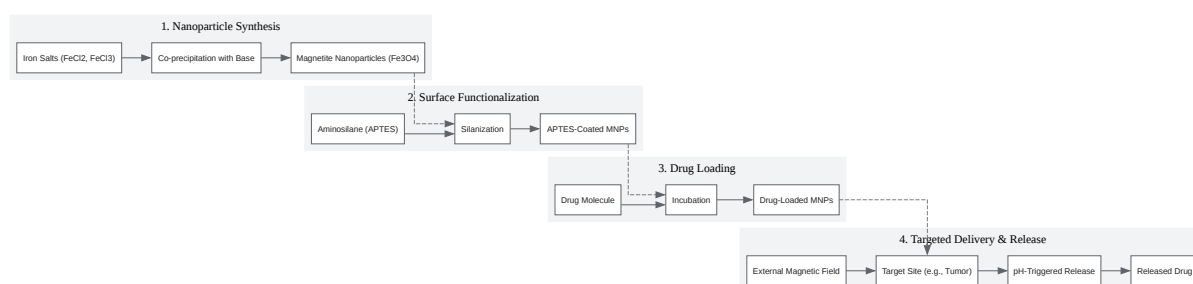 1. Nanoparticle Synthesis
Iron Salts (FeCl2, FeCl3)
Co-precipitation with Base
Magnetite Nanoparticles (Fe3O4)
2. Surface Functionalization
Aminosilane (APTES)
Silanization
APTES-Coated MNPs
3. Drug Loading
Drug Molecule
Incubation
Drug-Loaded MNPs
4. Targeted Delivery & Release
External Magnetic Field
Target Site (e.g., Tumor)
pH-Triggered Release
Released Drug